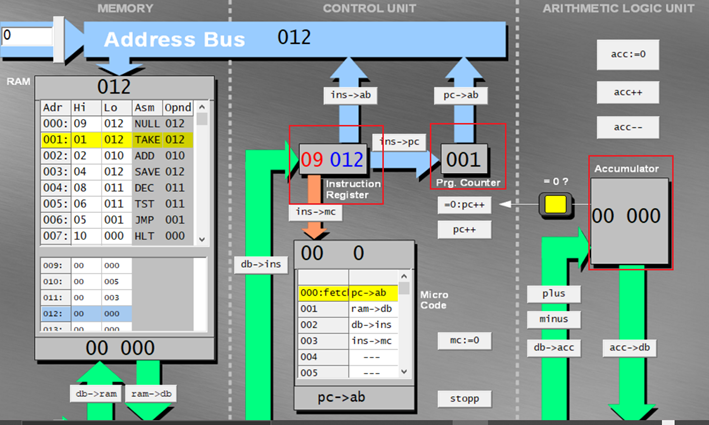 MEMORY
CONTROL UNIT
ARITHMETIC LOGIC UNIT
0
Address Bus 012
acc:=0
acc++
acc--
RAM
012
Adr Hi Lo Asm Opnd
000: 09 012 NULL 012
001: 01 012 TAKE 012
002: 02 010 ADD 010
003: 04 012 SAVE 012
004: 08 011 DEC 011
005: 06 011 TST 011
006: 05 001 JMP 001
007: 10 000 HLT 000
009: 00 000
010: 00 005
011: 00 003
012: 00 000
013: 00 000
00 000
db->ram
ram->db
ins->ab
pc->ab
ins->pc
09 012
Instruction
Register
001
Prg. Counter
ins->mc
=0:pc++
pc++
db->ins
00 0
000:fetch pc->ab
001 ram->db
002 db->ins
003 ins->mc
004 ---
005 ---
pc->ab
Micro
Code
mc:=0
stopp
= 0 ?
Accumulator
00 000
plus
minus
db->acc
acc->db